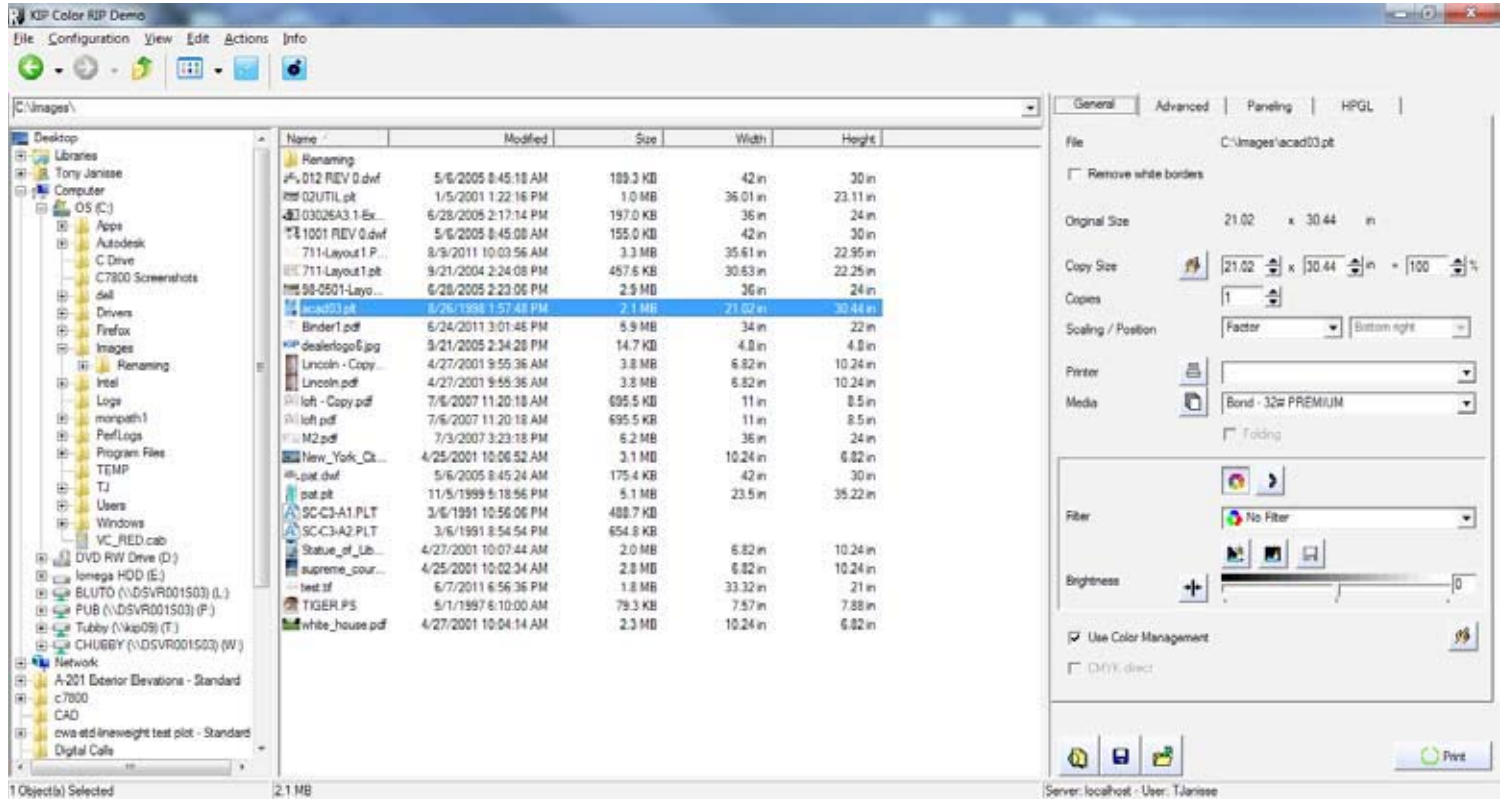 KIP Color RIP Demo
File Configuration View Edit Actions Info
C:\Images\
Desktop
Libraries
Tony Janisse
Computer
OS (C:)
Apps
Autodesk
C Drive
C7800 Screenshots
dell
Drivers
Firefox
Images
Renaming
Intel
Logs
monpath1
PerfLogs
Program Files
TEMP
TJ
Users
Windows
VC_RED.cab
DVD RW Drive (D:)
Iomega HDD (E:)
BLUTO (\\DSVR001S03) (L:)
PUB (\\DSVR001S03) (P:)
Tubby (\\kip09) (T:)
CHUBBY (\\DSVR001S03) (W:)
Network
A-201 Exterior Elevations - Standard
c7800
CAD
cwa std-lineweight test plot - Standard
Digital Calls
Name Modified Size Width Height
Renaming
012 REV 0.dwf 5/6/2005 8:45:18 AM 189.3 KB 42 in 30 in
02UTIL.plt 1/5/2001 1:22:16 PM 1.0 MB 36.01 in 23.11 in
03026A3.1-Ex... 6/28/2005 2:17:14 PM 197.0 KB 36 in 24 in
1001 REV 0.dwf 5/6/2005 8:45:08 AM 155.0 KB 42 in 30 in
711-Layout1.P... 8/9/2011 10:03:56 AM 3.3 MB 35.61 in 22.95 in
711-Layout1.plt 9/21/2004 2:24:08 PM 457.6 KB 30.63 in 22.25 in
98-0501-Layo... 6/28/2005 2:23:06 PM 2.9 MB 36 in 24 in
acad03.plt 8/26/1998 1:57:48 PM 2.1 MB 21.02 in 30.44 in
Binder1.pdf 6/24/2011 3:01:46 PM 5.9 MB 34 in 22 in
dealerlogo6.jpg 9/21/2005 2:34:28 PM 14.7 KB 4.8 in 4.8 in
Lincoln - Copy... 4/27/2001 9:55:36 AM 3.8 MB 6.82 in 10.24 in
Lincoln.pdf 4/27/2001 9:55:36 AM 3.8 MB 6.82 in 10.24 in
loft - Copy.pdf 7/6/2007 11:20:18 AM 695.5 KB 11 in 8.5 in
loft.pdf 7/6/2007 11:20:18 AM 695.5 KB 11 in 8.5 in
M2.pdf 7/3/2007 3:23:18 PM 6.2 MB 36 in 24 in
New_York_Cit... 4/25/2001 10:06:52 AM 3.1 MB 10.24 in 6.82 in
pat.dwf 5/6/2005 8:45:24 AM 175.4 KB 42 in 30 in
pat.plt 11/5/1999 5:18:56 PM 5.1 MB 23.5 in 35.22 in
SC-C3-A1.PLT 3/6/1991 10:56:06 PM 488.7 KB
SC-C3-A2.PLT 3/6/1991 8:54:54 PM 654.8 KB
Statue_of_Lib... 4/27/2001 10:07:44 AM 2.0 MB 6.82 in 10.24 in
supreme_cour... 4/25/2001 10:02:34 AM 2.8 MB 6.82 in 10.24 in
test.tif 6/7/2011 6:56:36 PM 1.8 MB 33.32 in 21 in
TIGER.PS 5/1/1997 6:10:00 AM 79.3 KB 7.57 in 7.88 in
white_house.pdf 4/27/2001 10:04:14 AM 2.3 MB 10.24 in 6.82 in
General Advanced Paneling HPGL
File C:\Images\acad03.plt
Remove white borders
Original Size 21.02 x 30.44 in
Copy Size 21.02 x 30.44 in = 100 %
Copies 1
Scaling / Position Factor Bottom right
Printer
Media Bond - 32# PREMIUM
Folding
Filter No Filter
Brightness 0
Use Color Management
CMYK direct
Print
1 Object(s) Selected 2.1 MB Server: localhost - User: TJanisse